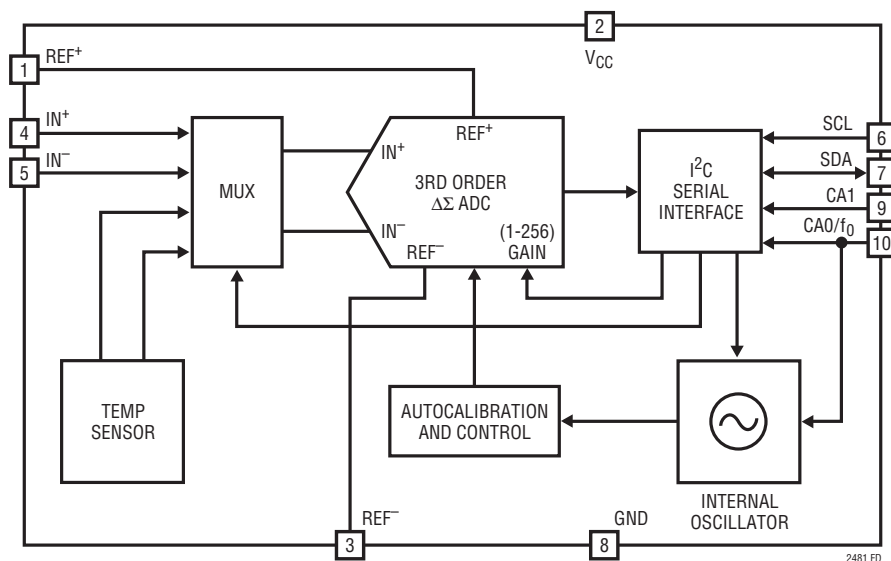 2
VCC
1
REF+
4
IN+
5
IN−
MUX
REF+
IN+
3RD ORDER
ΔΣ ADC
IN−
REF−
(1-256)
GAIN
I2C
SERIAL
INTERFACE
SCL
6
SDA
7
CA1
9
CA0/f0
10
TEMP
SENSOR
AUTOCALIBRATION
AND CONTROL
INTERNAL
OSCILLATOR
REF−
3
GND
8
2481 FD